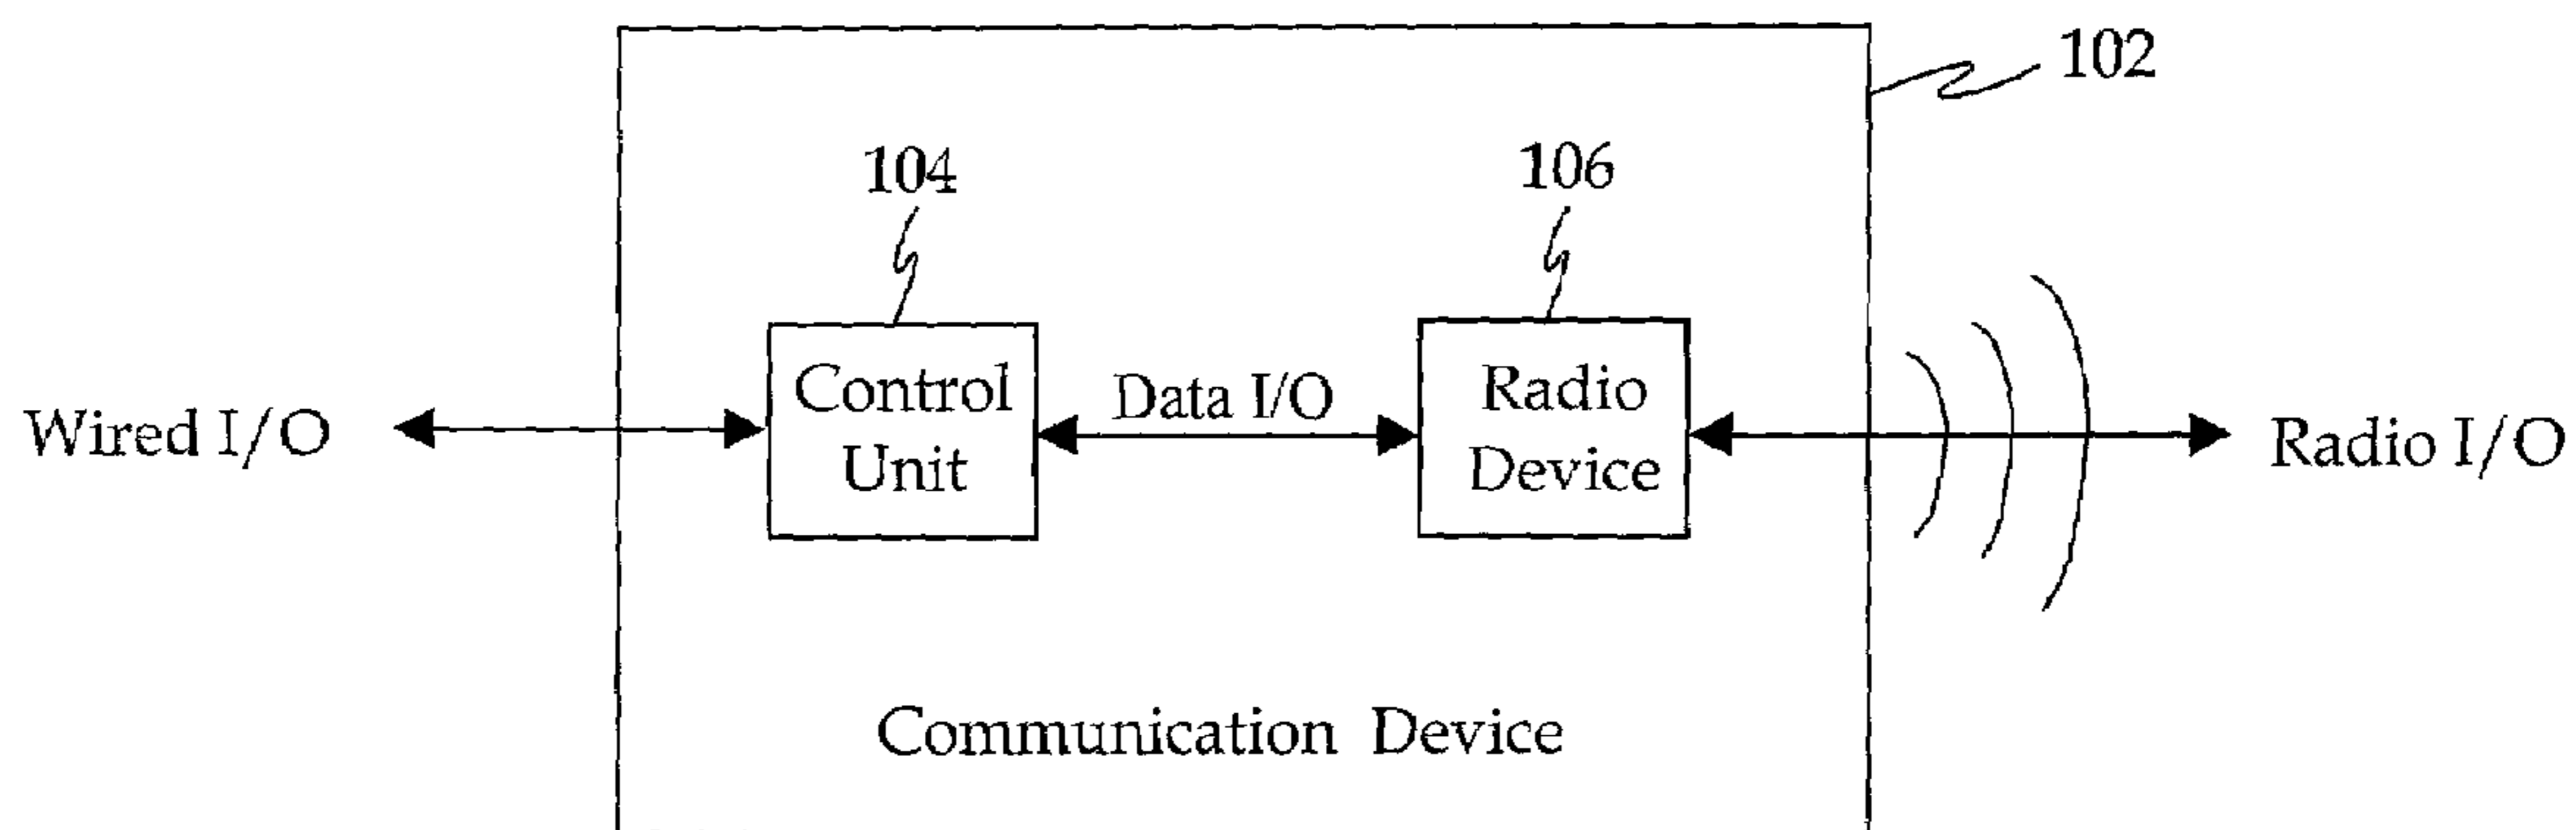 102
104
106
Control
Unit
Data I/O
Radio
Device
Wired I/O
Radio I/O
Communication Device